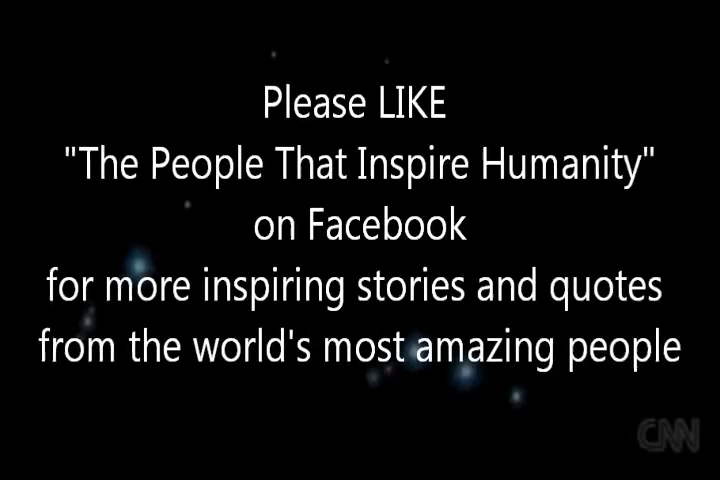 Please LIKE
"The People That Inspire Humanity"
on Facebook
for more inspiring stories and quotes
from the world's most amazing people
CNN